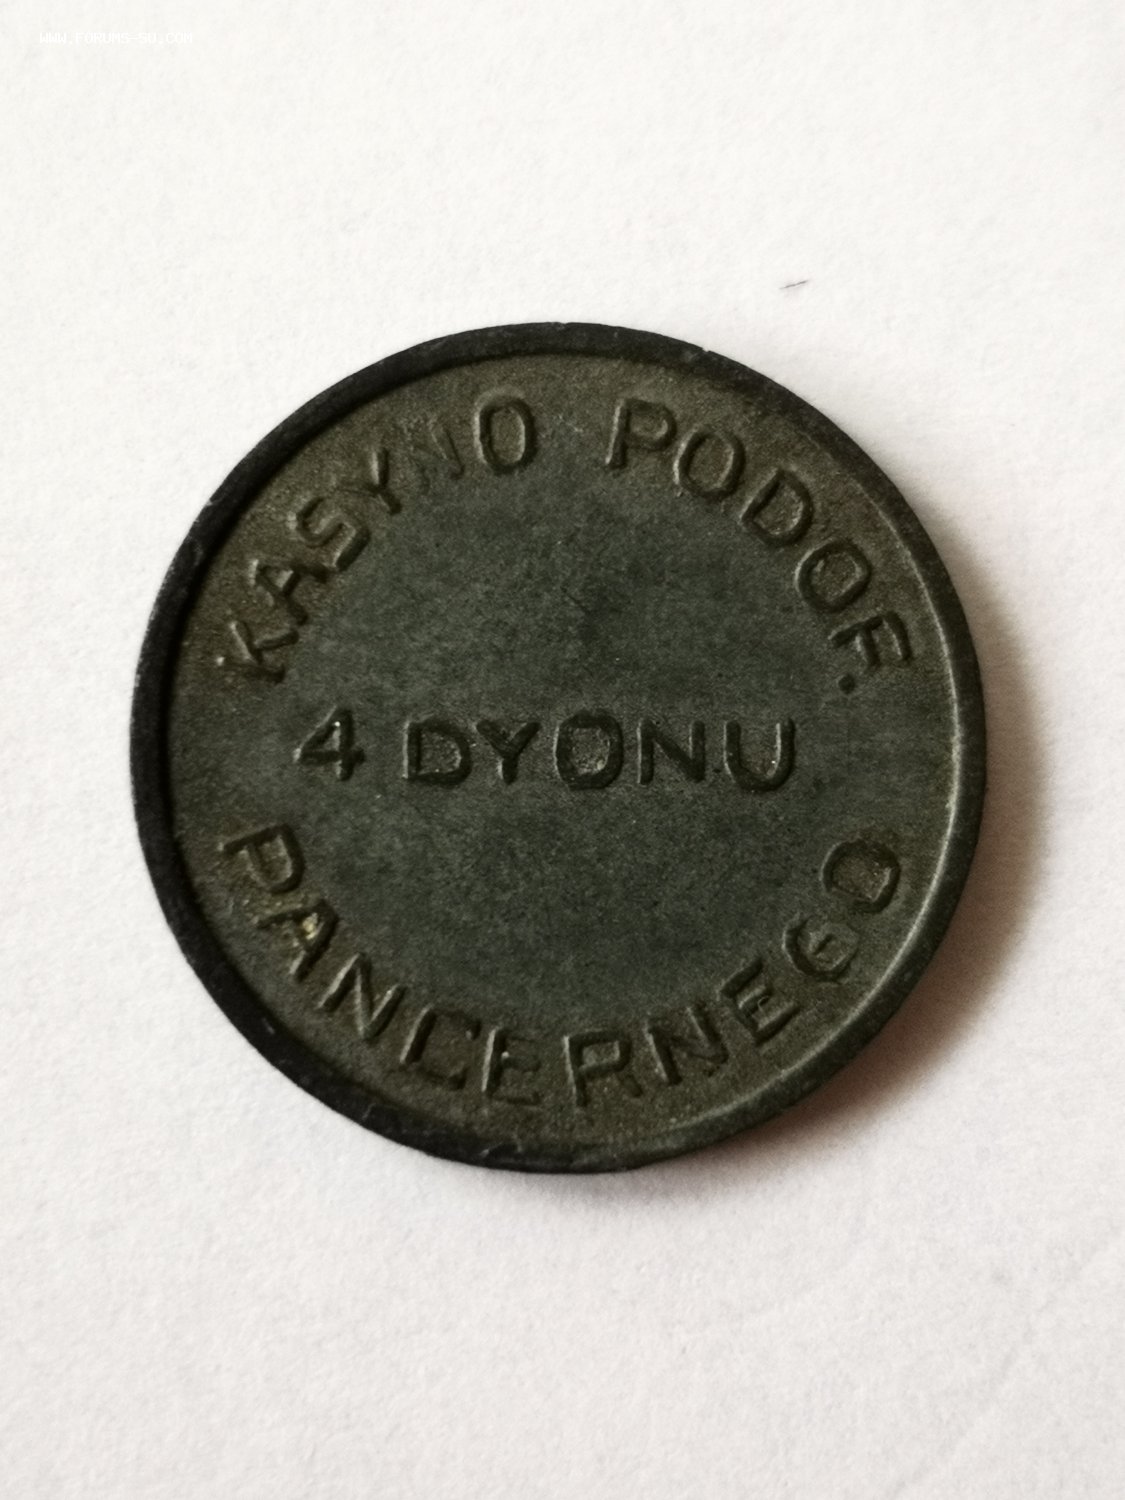 WWW.FORUMS-SU.COM
KASYNO PODOF.
4 DYONU
PANCERNEGO